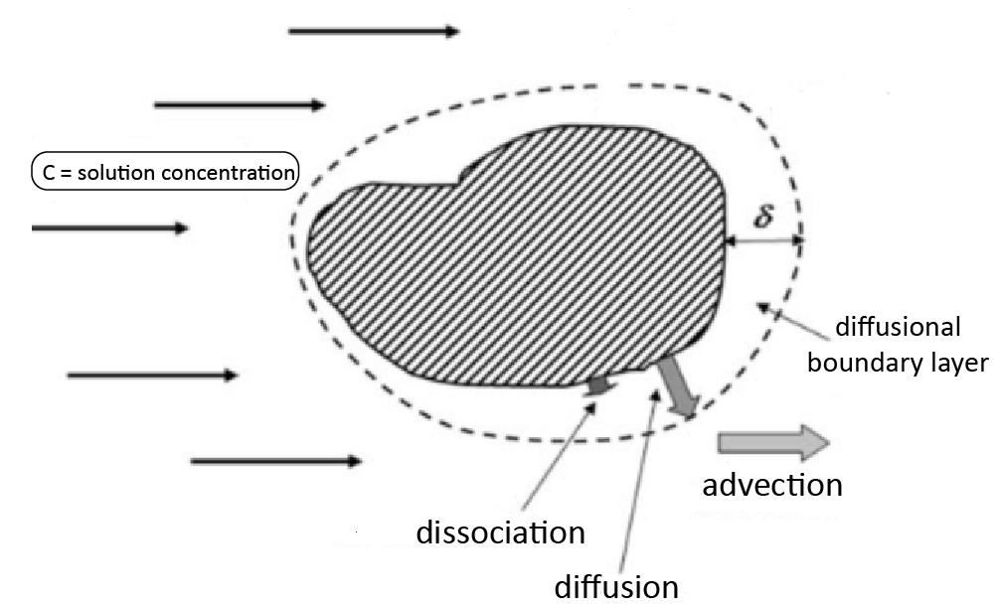 C = solution concentration
δ
diffusional
boundary layer
advection
dissociation
diffusion